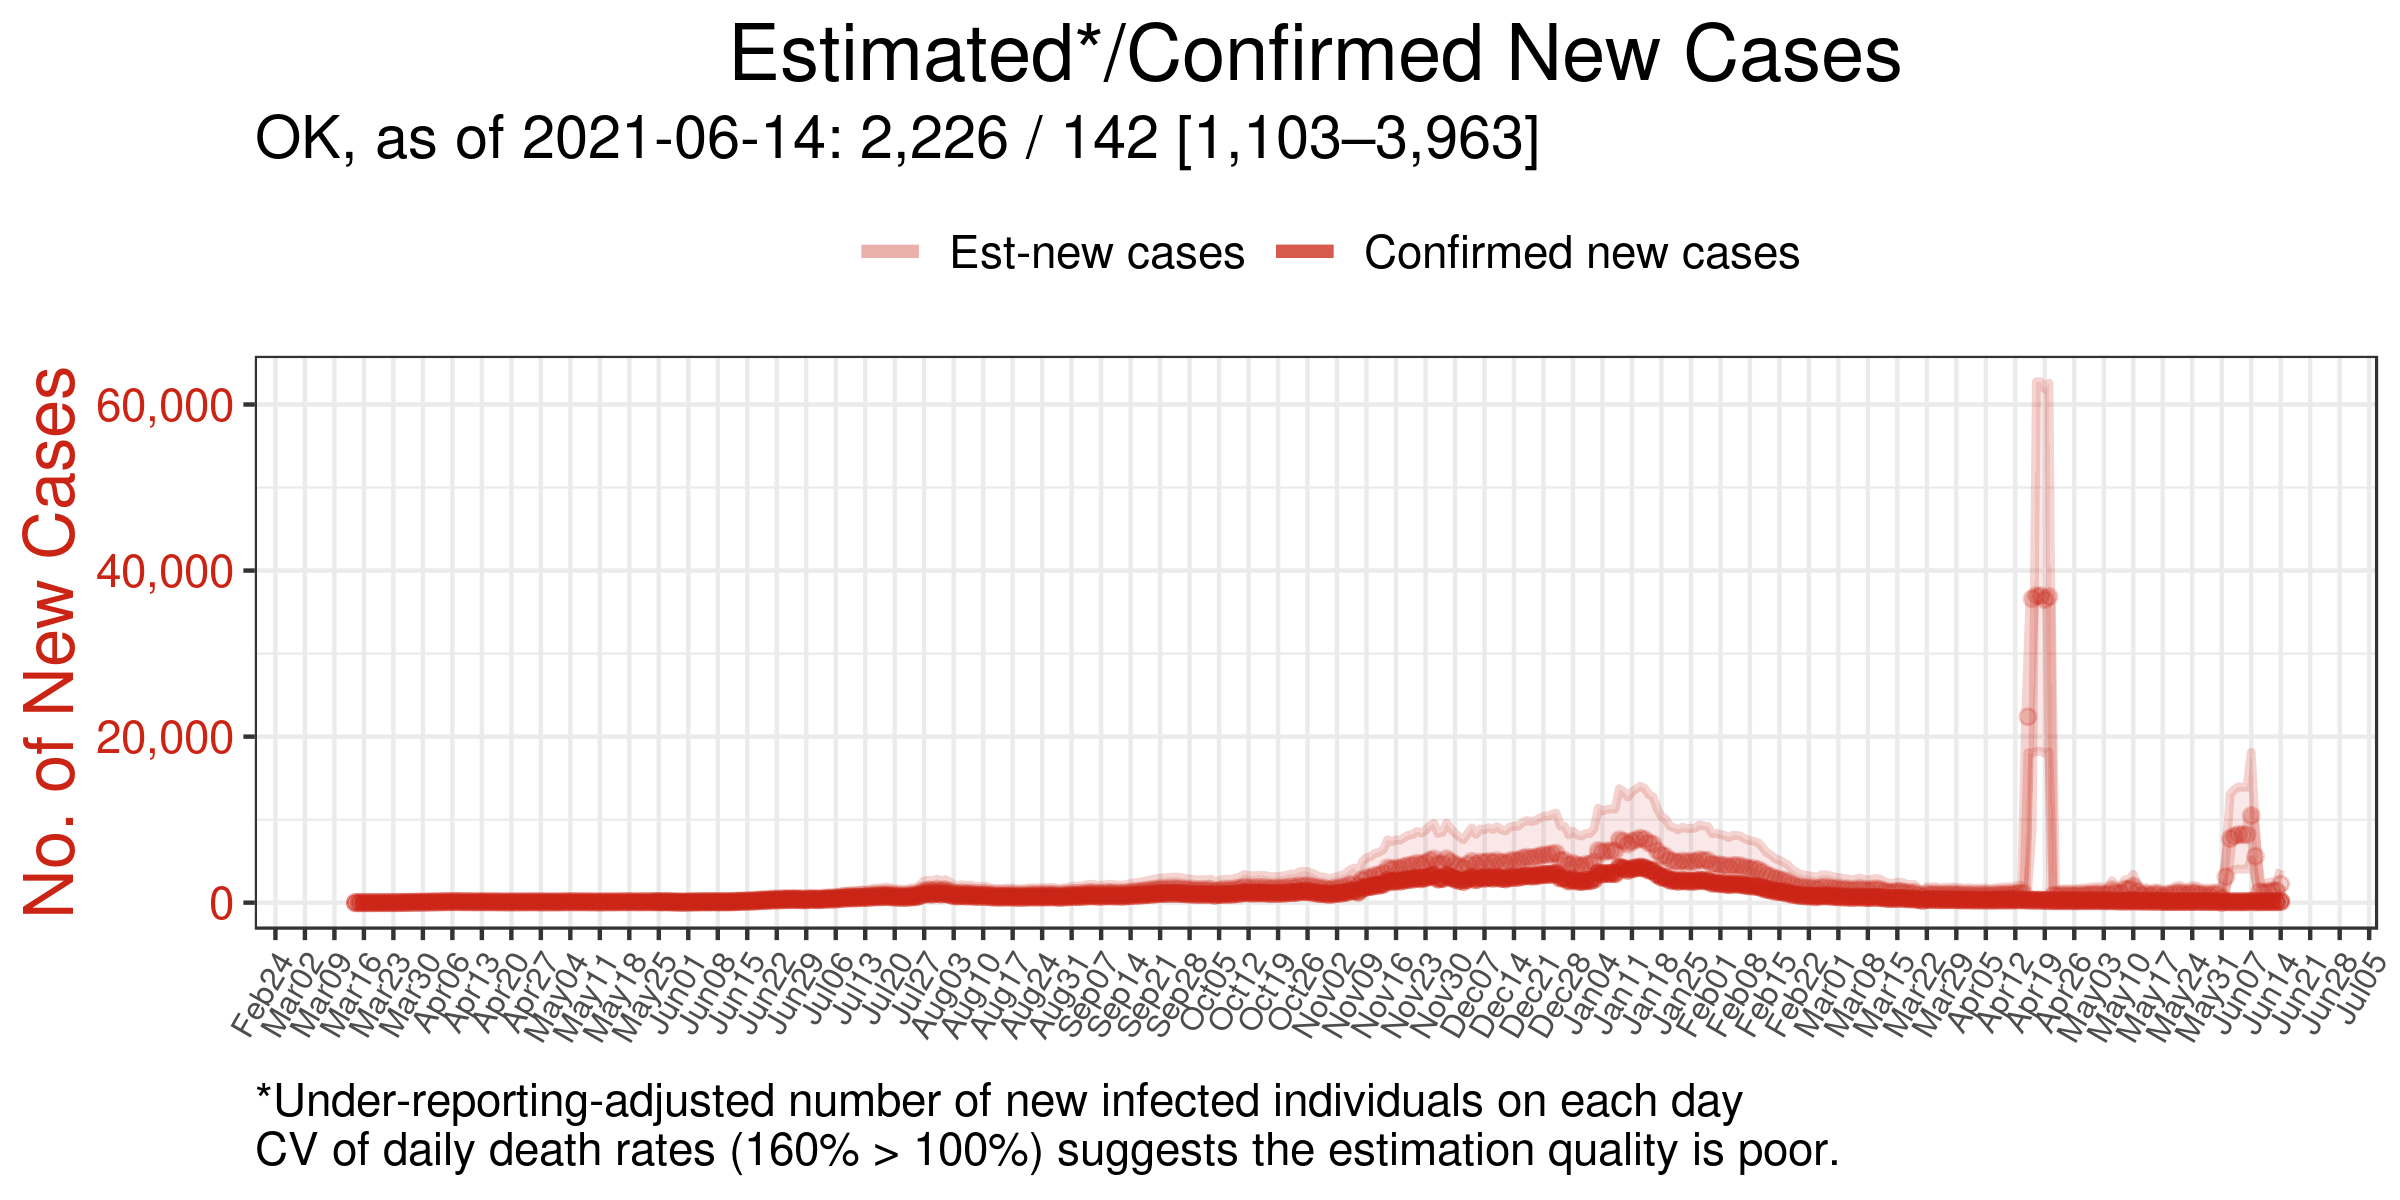 Estimated*/Confirmed New Cases
OK, as of 2021-06-14: 2,226 / 142 [1,103–3,963]
Est-new cases
Confirmed new cases
No. of New Cases
60,000
40,000
20,000
0
Feb24
Mar02
Mar09
Mar16
Mar23
Mar30
Apr06
Apr13
Apr20
Apr27
May04
May11
May18
May25
Jun01
Jun08
Jun15
Jun22
Jun29
Jul06
Jul13
Jul20
Jul27
Aug03
Aug10
Aug17
Aug24
Aug31
Sep07
Sep14
Sep21
Sep28
Oct05
Oct12
Oct19
Oct26
Nov02
Nov09
Nov16
Nov23
Nov30
Dec07
Dec14
Dec21
Dec28
Jan04
Jan11
Jan18
Jan25
Feb01
Feb08
Feb15
Feb22
Mar01
Mar08
Mar15
Mar22
Mar29
Apr05
Apr12
Apr19
Apr26
May03
May10
May17
May24
May31
Jun07
Jun14
Jun21
Jun28
Jul05
*Under-reporting-adjusted number of new infected individuals on each day
CV of daily death rates (160% > 100%) suggests the estimation quality is poor.